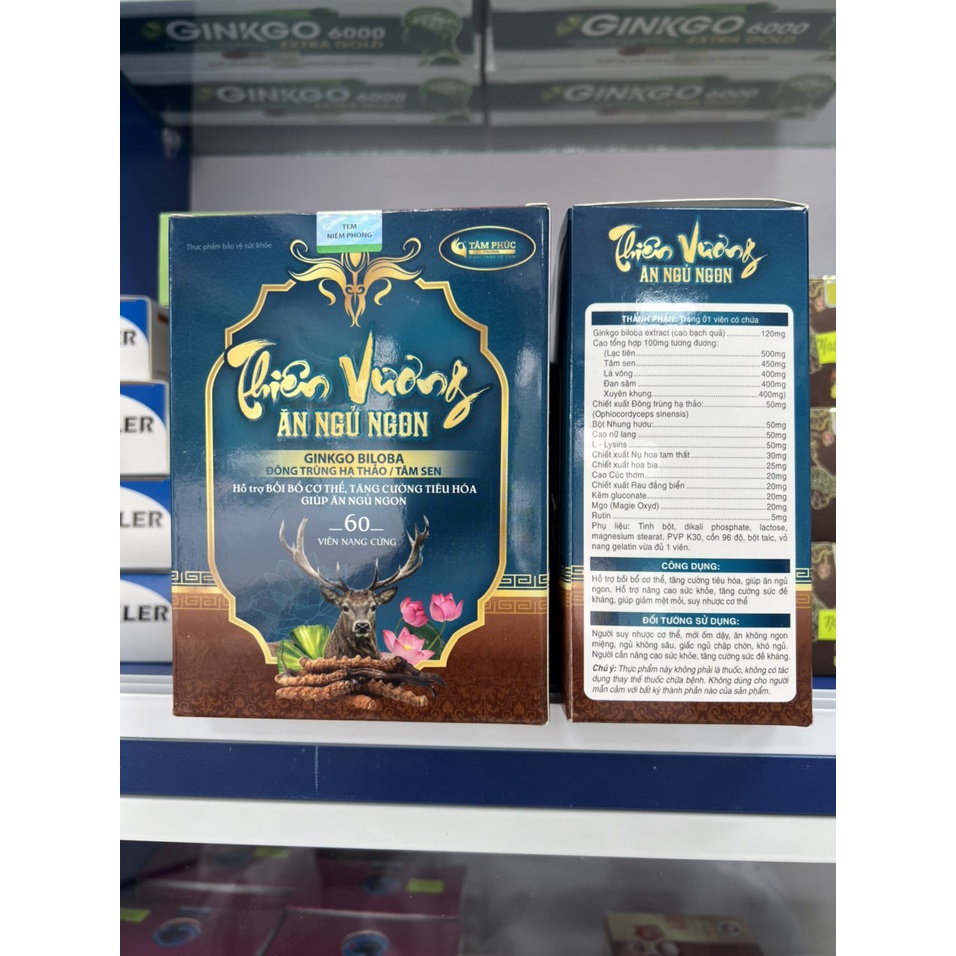 GINKGO 6000
EXTRA GOLD
GINKGO 6000
EXTRA GOLD
GINKGO 6000
GINKGO 6000
LER
LER
LER
LER
Thực phẩm bảo vệ sức khỏe
TEM
NIÊM PHONG
TÂM PHÚC
Thiên Vương
ĂN NGỦ NGON
GINKGO BILOBA
ĐÔNG TRÙNG HẠ THẢO / TÂM SEN
Hỗ trợ BỒI BỔ CƠ THỂ, TĂNG CƯỜNG TIÊU HÓA
GIÚP ĂN NGỦ NGON
60
VIÊN NANG CỨNG
Thiên Vương
ĂN NGỦ NGON
THÀNH PHẦN: Trong 01 viên có chứa
Ginkgo biloba extract (cao bạch quả).......120mg
Cao tổng hợp 100mg tương đương:
(Lạc tiên.......500mg
Tâm sen.......450mg
Lá vông.......400mg
Đan sâm.......400mg
Xuyên khung.......400mg)
Chiết xuất Đông trùng hạ thảo:.......50mg
(Ophiocordyceps sinensis)
Bột Nhung hươu:.......50mg
Cao nữ lang.......50mg
L - Lysins.......50mg
Chiết xuất Nụ hoa tam thất.......30mg
Chiết xuất hoa bia.......25mg
Cao Cúc thơm.......20mg
Chiết xuất Rau đắng biển.......20mg
Kẽm gluconate.......20mg
Mgo (Magie Oxyd).......20mg
Rutin.......5mg
Phụ liệu: Tinh bột, dikali phosphate, lactose,
magnesium stearat, PVP K30, cồn 96 độ, bột talc, vỏ
nang gelatin vừa đủ 1 viên.
CÔNG DỤNG:
Hỗ trợ bồi bổ cơ thể, tăng cường tiêu hóa, giúp ăn ngủ
ngon. Hỗ trợ nâng cao sức khỏe, tăng cường sức đề
kháng, giúp giảm mệt mỏi, suy nhược cơ thể
ĐỐI TƯỢNG SỬ DỤNG:
Người suy nhược cơ thể, mới ốm dậy, ăn không ngon
miệng, ngủ không sâu, giấc ngủ chập chờn, khó ngủ.
Người cần nâng cao sức khỏe, tăng cường sức đề kháng.
Chú ý: Thực phẩm này không phải là thuốc, không có tác
dụng thay thế thuốc chữa bệnh. Không dùng cho người
mẫn cảm với bất kỳ thành phần nào của sản phẩm.